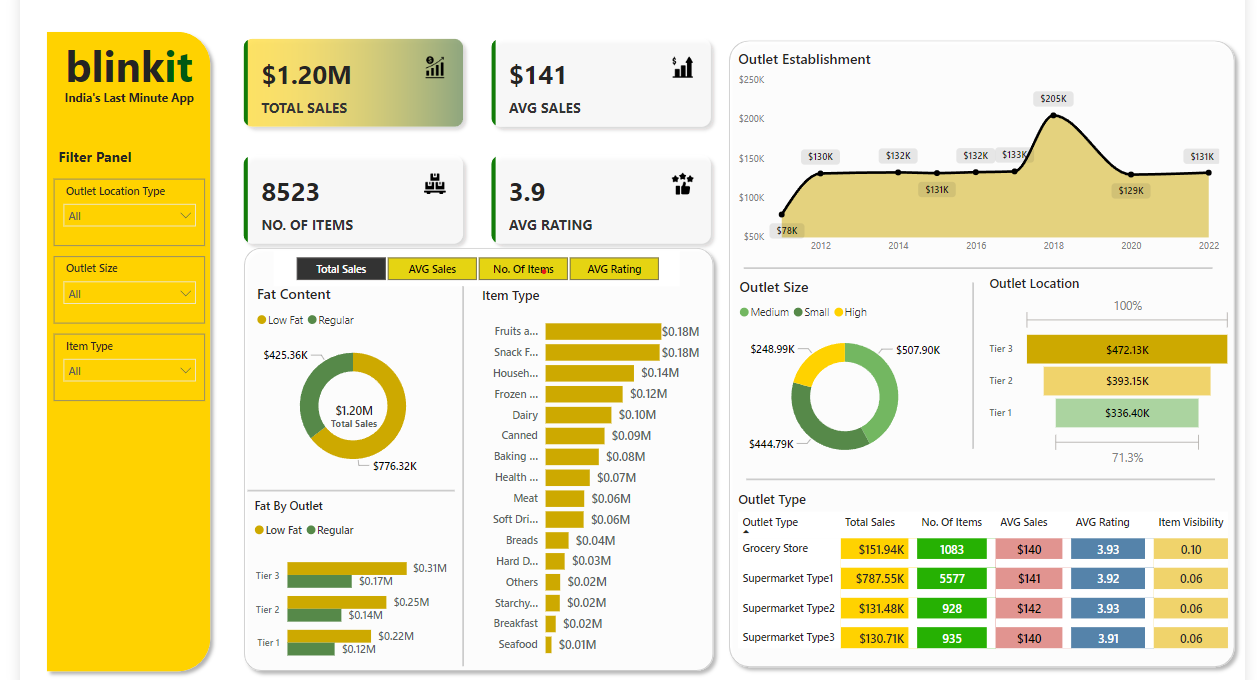 blinkit
India's Last Minute App
Filter Panel
Outlet Location Type
All
Outlet Size
All
Item Type
All
$1.20M
TOTAL SALES
$141
AVG SALES
8523
NO. OF ITEMS
3.9
AVG RATING
Total Sales
AVG Sales
No. Of Items
AVG Rating
Fat Content
Low Fat
Regular
$425.36K
$1.20M
Total Sales
$776.32K
Fat By Outlet
Low Fat
Regular
Tier 3
$0.31M
$0.17M
Tier 2
$0.25M
$0.14M
Tier 1
$0.22M
$0.12M
Item Type
Fruits a... $0.18M
Snack F... $0.18M
Househ... $0.14M
Frozen ... $0.12M
Dairy $0.10M
Canned $0.09M
Baking ... $0.08M
Health ... $0.07M
Meat $0.06M
Soft Dri... $0.06M
Breads $0.04M
Hard D... $0.03M
Others $0.02M
Starchy... $0.02M
Breakfast $0.02M
Seafood $0.01M
Outlet Establishment
$250K
$200K
$150K
$100K
$50K
$78K
$130K
$132K
$131K
$132K
$133K
$205K
$129K
$131K
2012 2014 2016 2018 2020 2022
Outlet Size
Medium
Small
High
$248.99K
$507.90K
$444.79K
Outlet Location
100%
Tier 3 $472.13K
Tier 2 $393.15K
Tier 1 $336.40K
71.3%
Outlet Type
Outlet Type Total Sales No. Of Items AVG Sales AVG Rating Item Visibility
Grocery Store $151.94K 1083 $140 3.93 0.10
Supermarket Type1 $787.55K 5577 $141 3.92 0.06
Supermarket Type2 $131.48K 928 $142 3.93 0.06
Supermarket Type3 $130.71K 935 $140 3.91 0.06